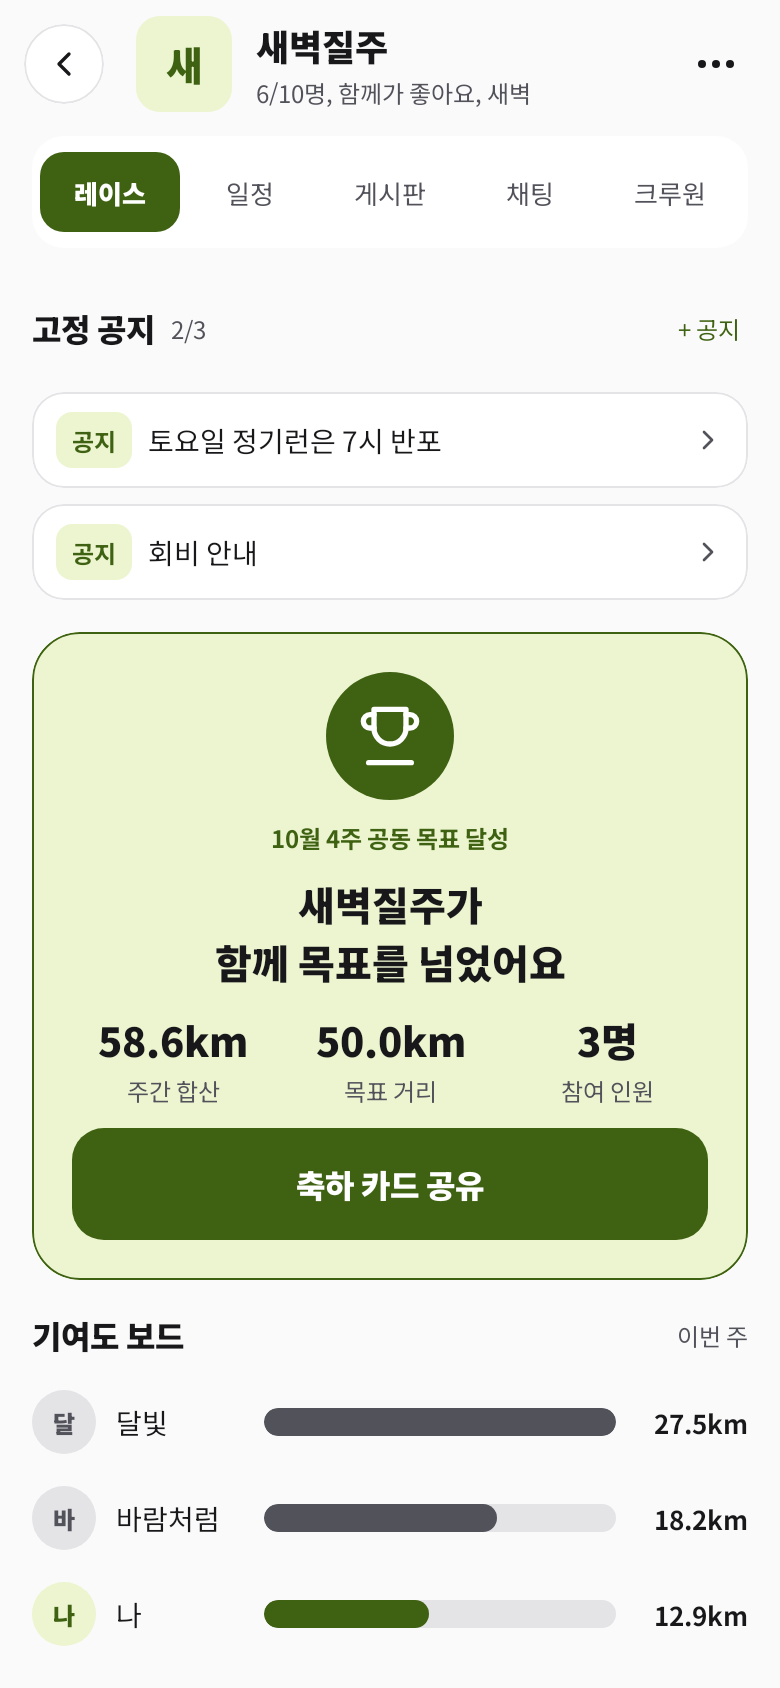 새
새벽질주
6/10명, 함께가 좋아요, 새벽
레이스
일정
게시판
채팅
크루원
고정 공지 2/3
+ 공지
공지 토요일 정기런은 7시 반포
공지 회비 안내
10월 4주 공동 목표 달성
새벽질주가
함께 목표를 넘었어요
58.6km
주간 합산
50.0km
목표 거리
3명
참여 인원
축하 카드 공유
기여도 보드
이번 주
달 달빛 27.5km
바 바람처럼 18.2km
나 나 12.9km